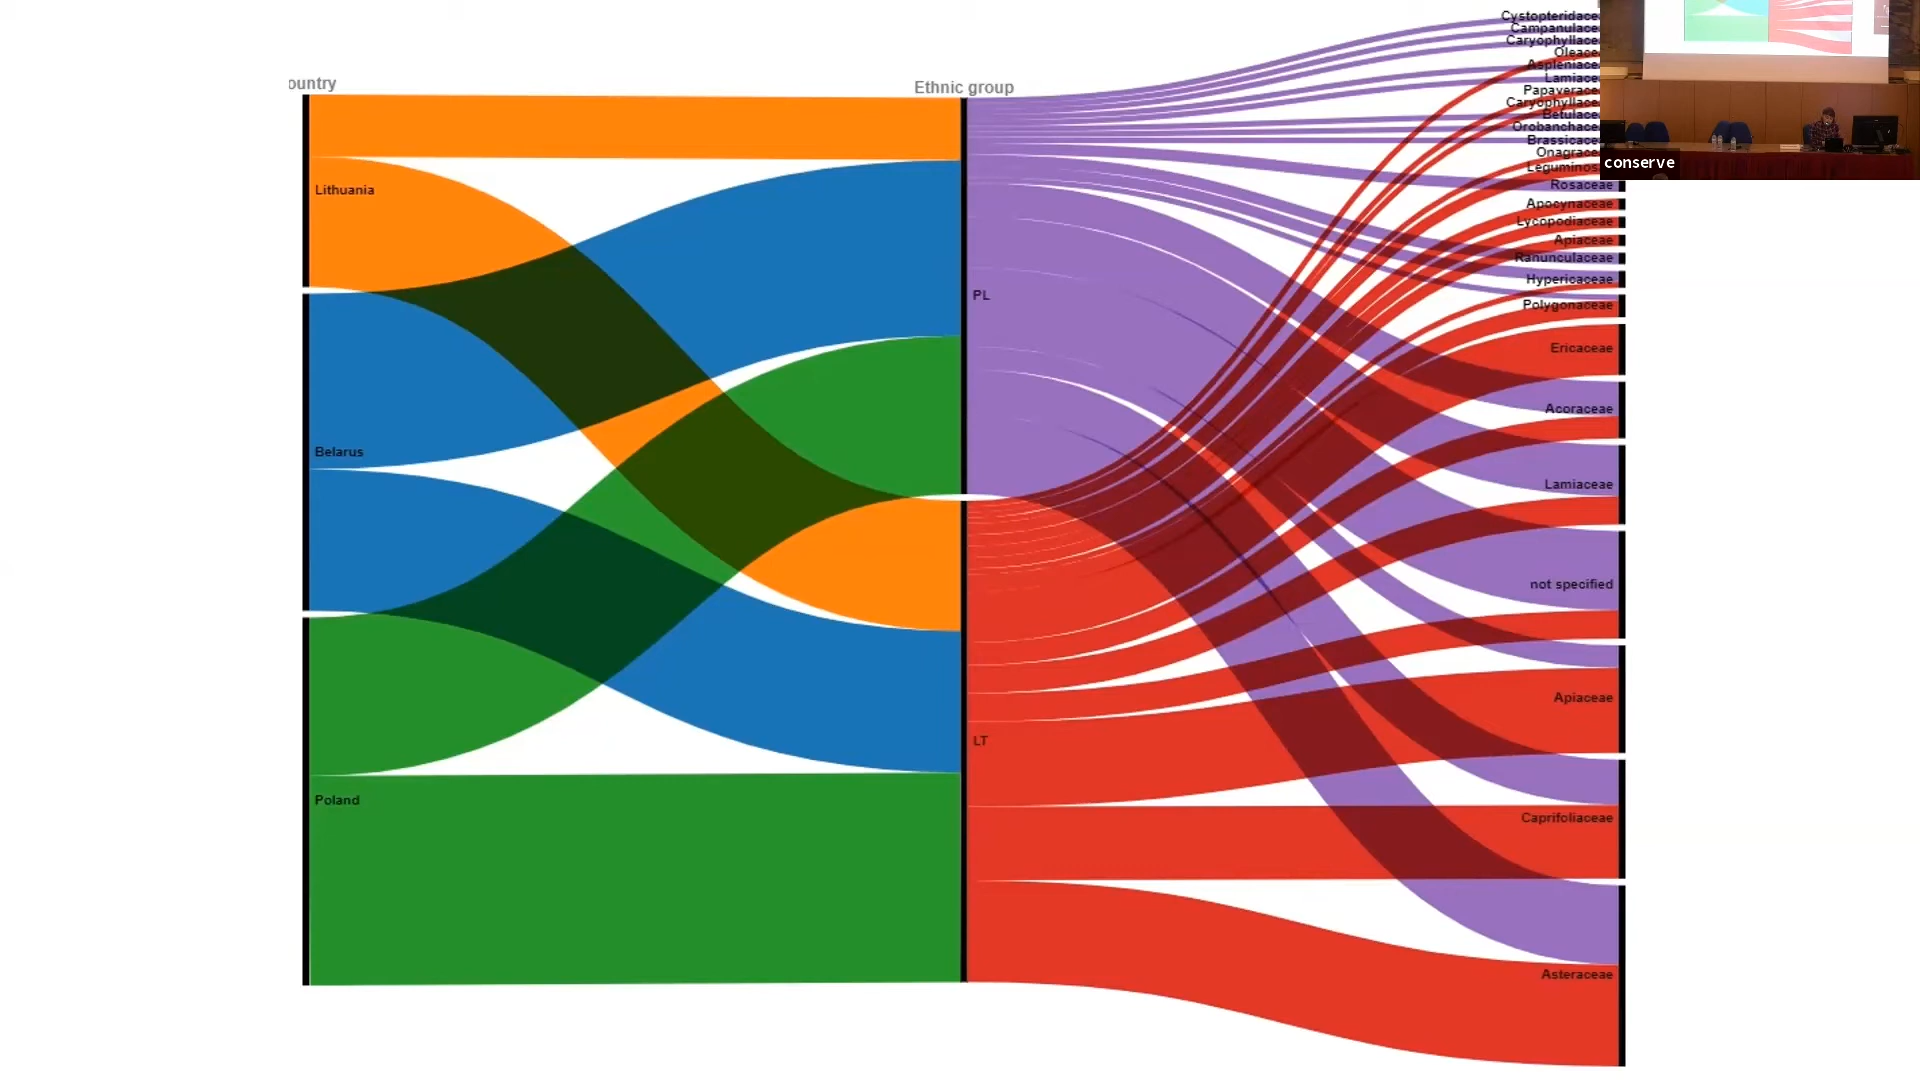 ountry
Ethnic group
Lithuania
Belarus
Poland
PL
LT
Cystopteridace
Campanulace
Caryophyllace
Oleace
Aspleniace
Lamiace
Papaverace
Caryophyllace
Betulace
Orobanchace
Brassicace
Onagrace
Leguminos
Rosaceae
Apocynaceae
Lycopodiaceae
Apiaceae
Ranunculaceae
Hypericaceae
Polygonaceae
Ericaceae
Acoraceae
Lamiaceae
not specified
Apiaceae
Caprifoliaceae
Asteraceae
conserve